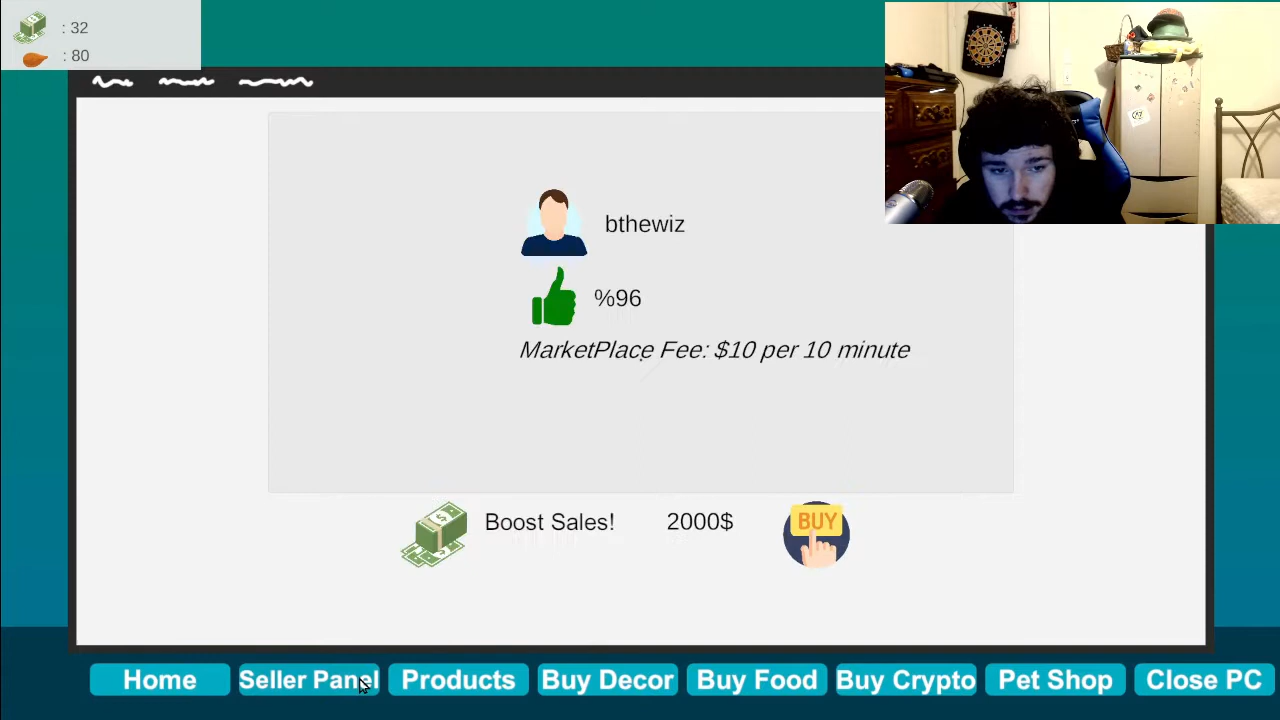 : 32
: 80
bthewiz
%96
MarketPlace Fee: $10 per 10 minute
Boost Sales! 2000$ BUY
Home Seller Panel Products Buy Decor Buy Food Buy Crypto Pet Shop Close PC